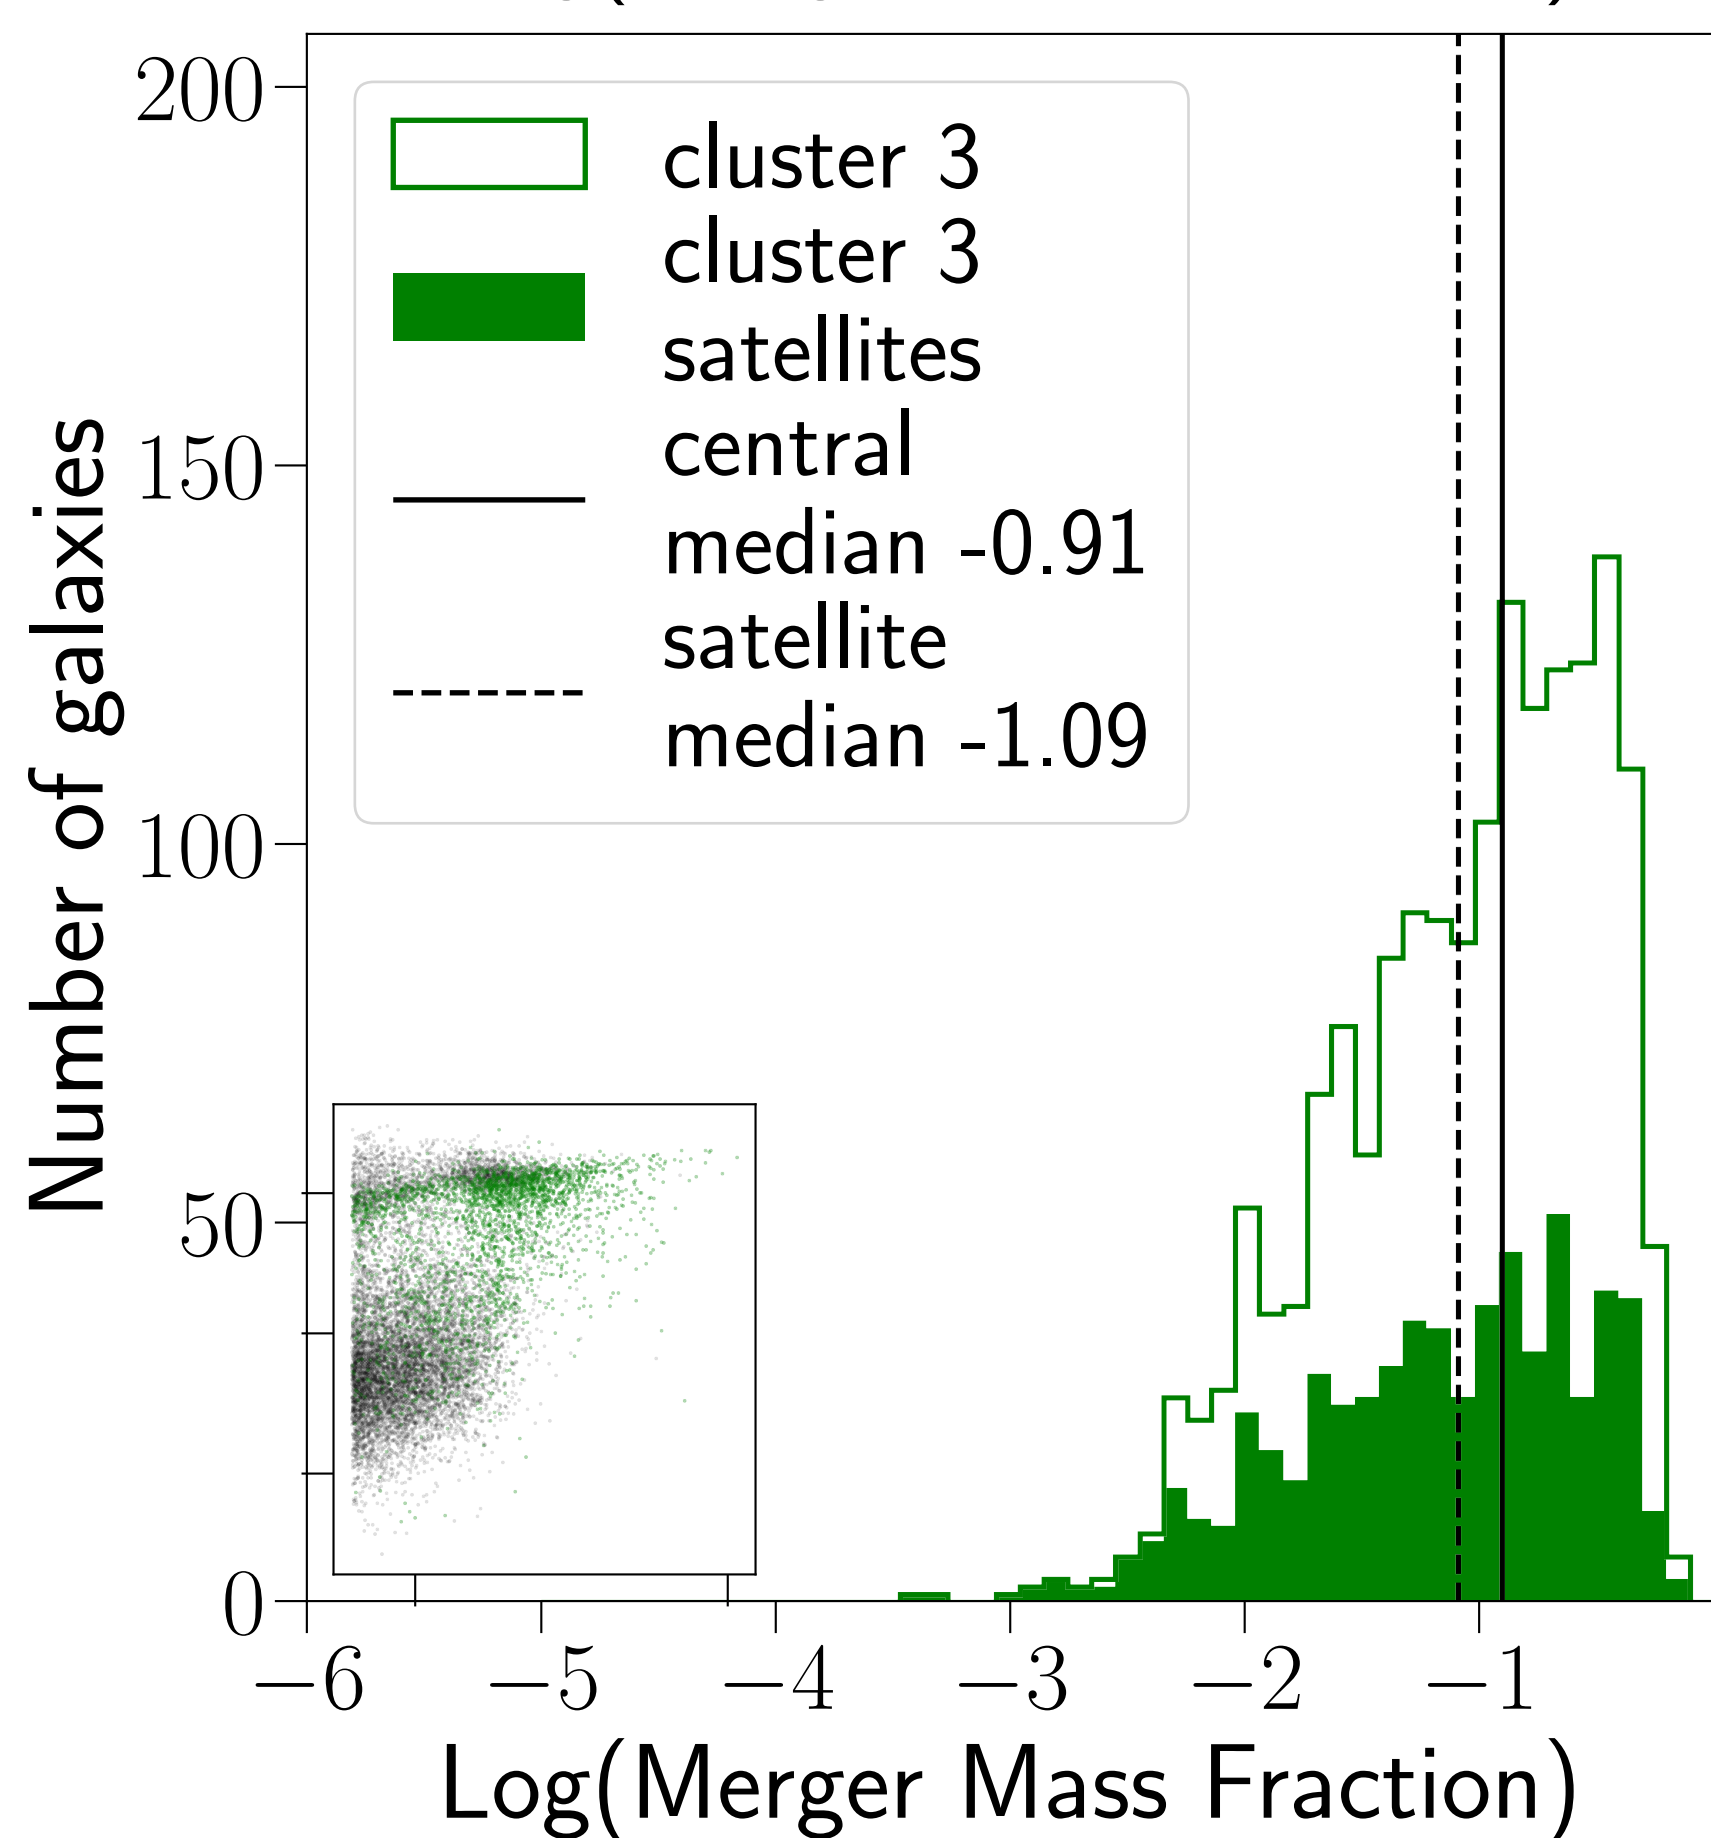 200
150
100
50
0
Number of galaxies
cluster 3
cluster 3
satellites
central
median -0.91
satellite
median -1.09
−6 −5 −4 −3 −2 −1
Log(Merger Mass Fraction)